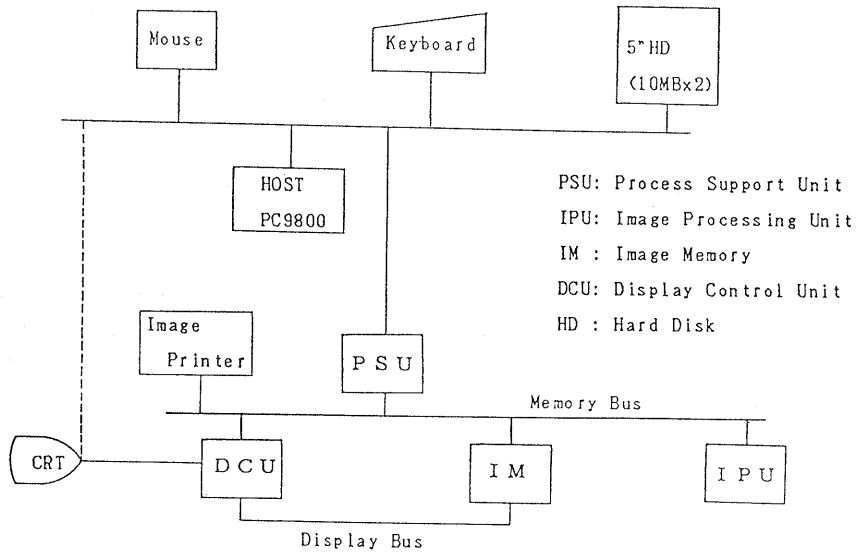 Mouse
Keyboard
5"HD
(10MBx2)
HOST
PC9800
PSU: Process Support Unit
IPU: Image Processing Unit
IM : Image Memory
DCU: Display Control Unit
HD : Hard Disk
Image
Printer
PSU
Memory Bus
CRT
DCU
IM
IPU
Display Bus